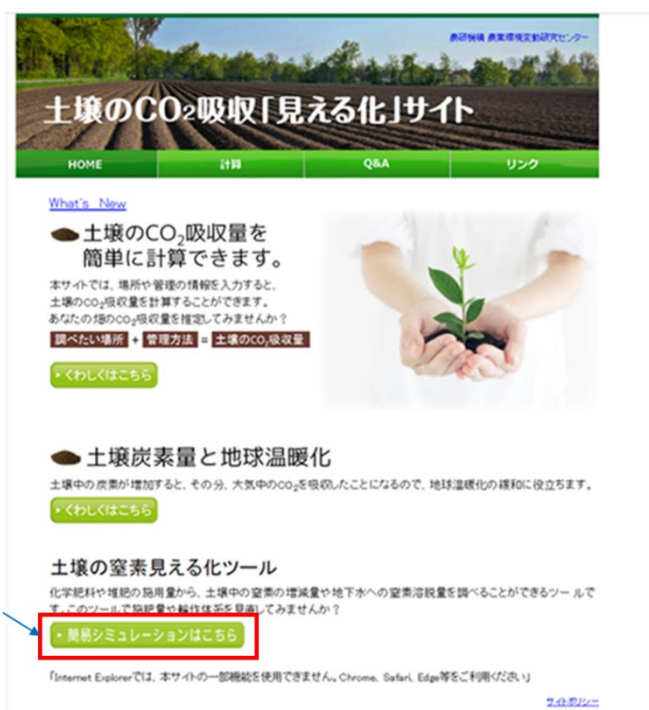 農研機構 農業環境変動研究センター
土壌のCO2吸収「見える化」サイト
HOME 計算 Q&A リンク
What's New
土壌のCO2吸収量を
簡単に計算できます。
本サイトでは、場所や管理の情報を入力すると、
土壌のCO2吸収量を計算することができます。
あなたの畑のCO2吸収量を推定してみませんか？
調べたい場所 + 管理方法 = 土壌のCO2吸収量
くわしくはこちら
土壌炭素量と地球温暖化
土壌中の炭素が増加すると、その分、大気中のCO2を吸収したことになるので、地球温暖化の緩和に役立ちます。
くわしくはこちら
土壌の窒素見える化ツール
化学肥料や堆肥の施用量から、土壌中の窒素の増減量や地下水への窒素溶脱量を調べることができるツールで
す。このツールで施肥量や輪作体系を見直してみませんか？
簡易シミュレーションはこちら
「Internet Explorerでは、本サイトの一部機能を使用できません。Chrome、Safari、Edge等をご利用ください」
サイトポリシー